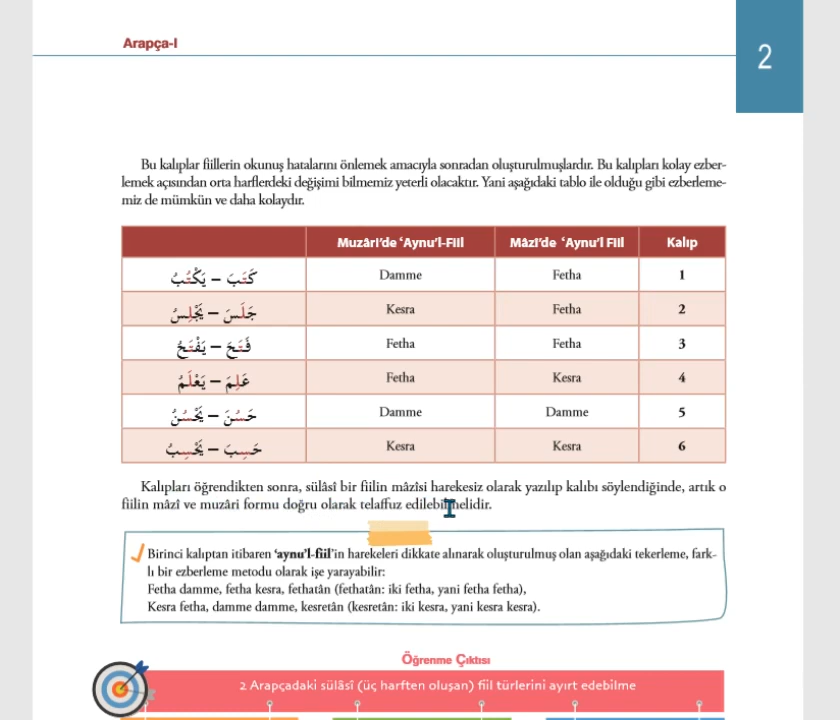 Arapça-I
2
Bu kalıplar fiillerin okunuş hatalarını önlemek amacıyla sonradan oluşturulmuşlardır. Bu kalıpları kolay ezber-
lemek açısından orta harflerdeki değişimi bilmemiz yeterli olacaktır. Yani aşağıdaki tablo ile olduğu gibi ezberleme-
miz de mümkün ve daha kolaydır.
Muzâri’de ‘Aynu’l-Fiil Mâzî’de ‘Aynu’l Fiil Kalıp
كَتَبَ – يَكْتُبُ Damme Fetha 1
جَلَسَ – يَجْلِسُ Kesra Fetha 2
فَتَحَ – يَفْتَحُ Fetha Fetha 3
عَلِمَ – يَعْلَمُ Fetha Kesra 4
حَسُنَ – يَحْسُنُ Damme Damme 5
حَسِبَ – يَحْسِبُ Kesra Kesra 6
Kalıpları öğrendikten sonra, sülâsî bir fiilin mâzîsi harekesiz olarak yazılıp kalıbı söylendiğinde, artık o
fiilin mâzî ve muzâri formu doğru olarak telaffuz edilebilmelidir.
Birinci kalıptan itibaren ‘aynu’l-fiil’in harekeleri dikkate alınarak oluşturulmuş olan aşağıdaki tekerleme, fark-
lı bir ezberleme metodu olarak işe yarayabilir:
Fetha damme, fetha kesra, fethatân (fethatân: iki fetha, yani fetha fetha),
Kesra fetha, damme damme, kesretân (kesretân: iki kesra, yani kesra kesra).
Öğrenme Çıktısı
2 Arapçadaki sülâsî (üç harften oluşan) fiil türlerini ayırt edebilme